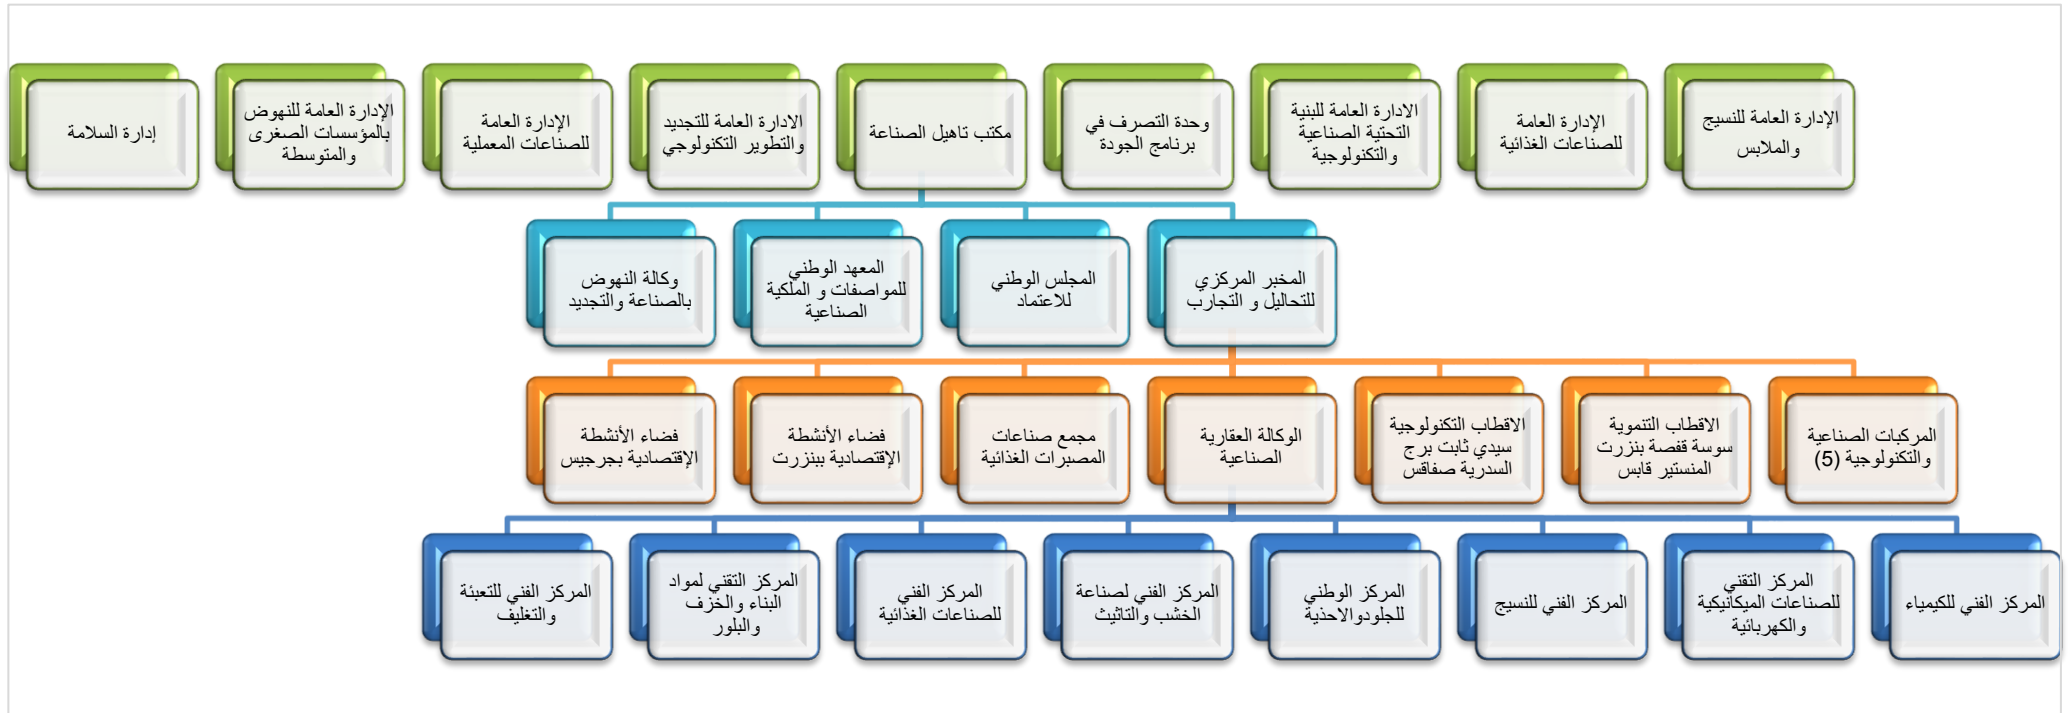 الإدارة العامة للنسيج
والملابس
الإدارة العامة
للصناعات الغذائية
الادارة العامة للبنية
التحتية الصناعية
والتكنولوجية
وحدة التصرف في
برنامج الجودة
مكتب تاهيل الصناعة
الادارة العامة للتجديد
والتطوير التكنولوجي
الإدارة العامة
للصناعات المعملية
الإدارة العامة للنهوض
بالمؤسسات الصغرى
والمتوسطة
إدارة السلامة
المخبر المركزي
للتحاليل و التجارب
المجلس الوطني
للاعتماد
المعهد الوطني
للمواصفات و الملكية
الصناعية
وكالة النهوض
بالصناعة والتجديد
المركبات الصناعية
والتكنولوجية (5)
الاقطاب التنموية
سوسة قفصة بنزرت
المنستير قابس
الاقطاب التكنولوجية
سيدي ثابت برج
السدرية صفاقس
الوكالة العقارية
الصناعية
مجمع صناعات
المصبرات الغذائية
فضاء الأنشطة
الإقتصادية ببنزرت
فضاء الأنشطة
الإقتصادية بجرجيس
المركز الفني للكيمياء
المركز التقني
للصناعات الميكانيكية
والكهربائية
المركز الفني للنسيج
المركز الوطني
للجلودوالاحذية
المركز الفني لصناعة
الخشب والتاثيث
المركز الفني
للصناعات الغذائية
المركز التقني لمواد
البناء والخزف
والبلور
المركز الفني للتعبئة
والتغليف